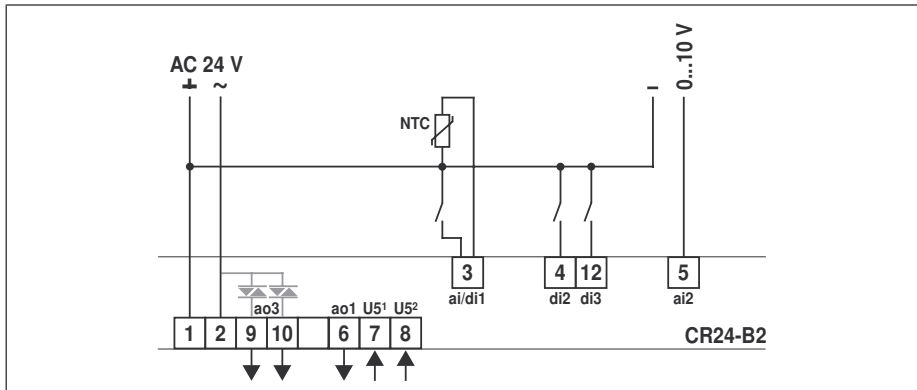 AC 24 V
⊥ ~
NTC
–
0...10 V
3
ai/di1
4 12
di2 di3
5
ai2
ao3 ao1 U5¹ U5²
1 2 9 10 6 7 8
CR24-B2